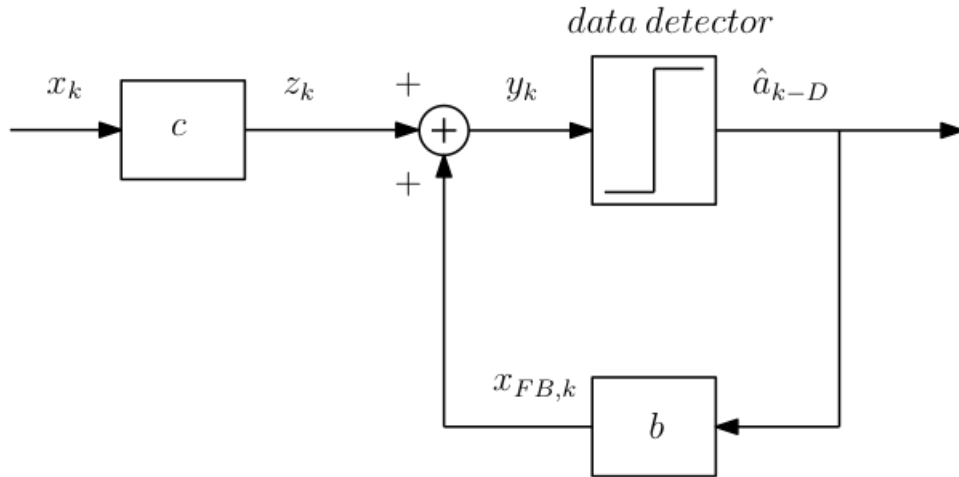 data detector
x_k
z_k
+
y_k
â_{k−D}
c
+
+
x_{FB,k}
b